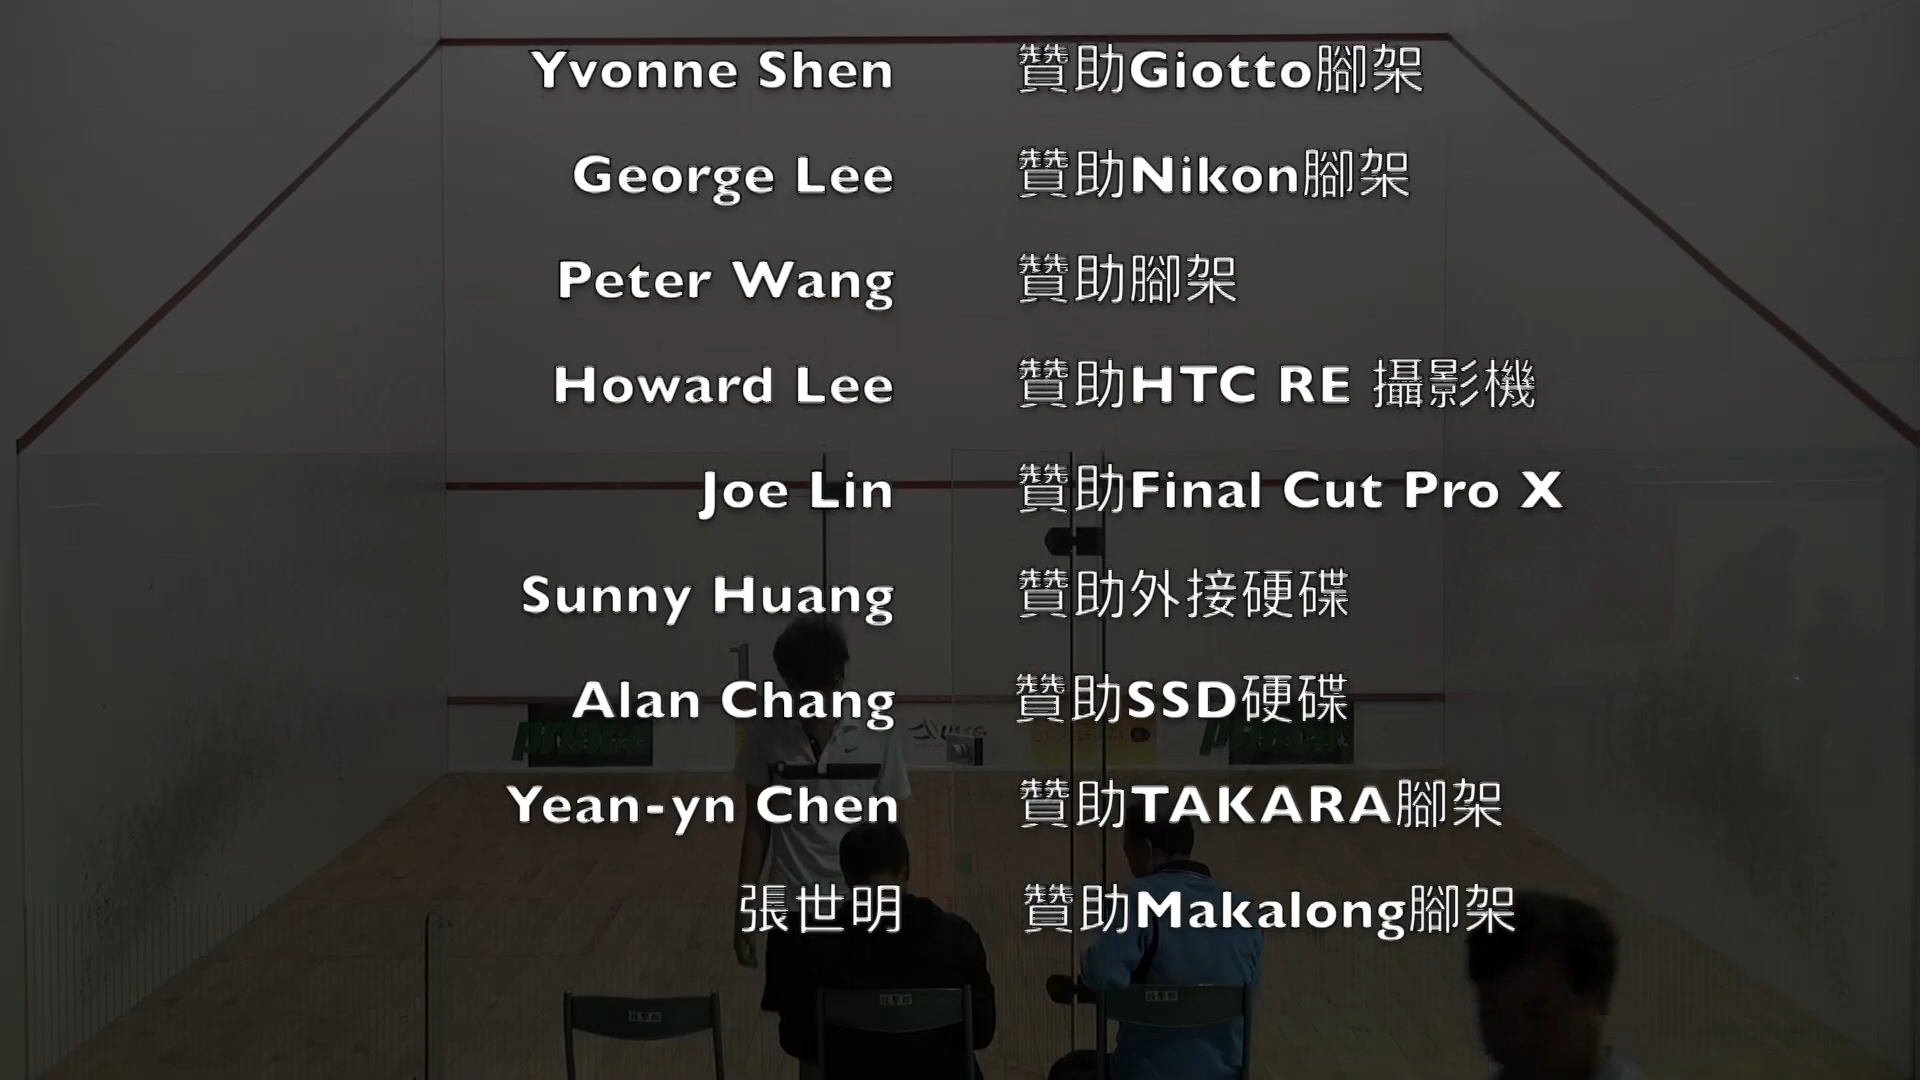 Yvonne Shen 贊助Giotto腳架
George Lee 贊助Nikon腳架
Peter Wang 贊助腳架
Howard Lee 贊助HTC RE 攝影機
Joe Lin 贊助Final Cut Pro X
Sunny Huang 贊助外接硬碟
Alan Chang 贊助SSD硬碟
Yean-yn Chen 贊助TAKARA腳架
張世明 贊助Makalong腳架
1